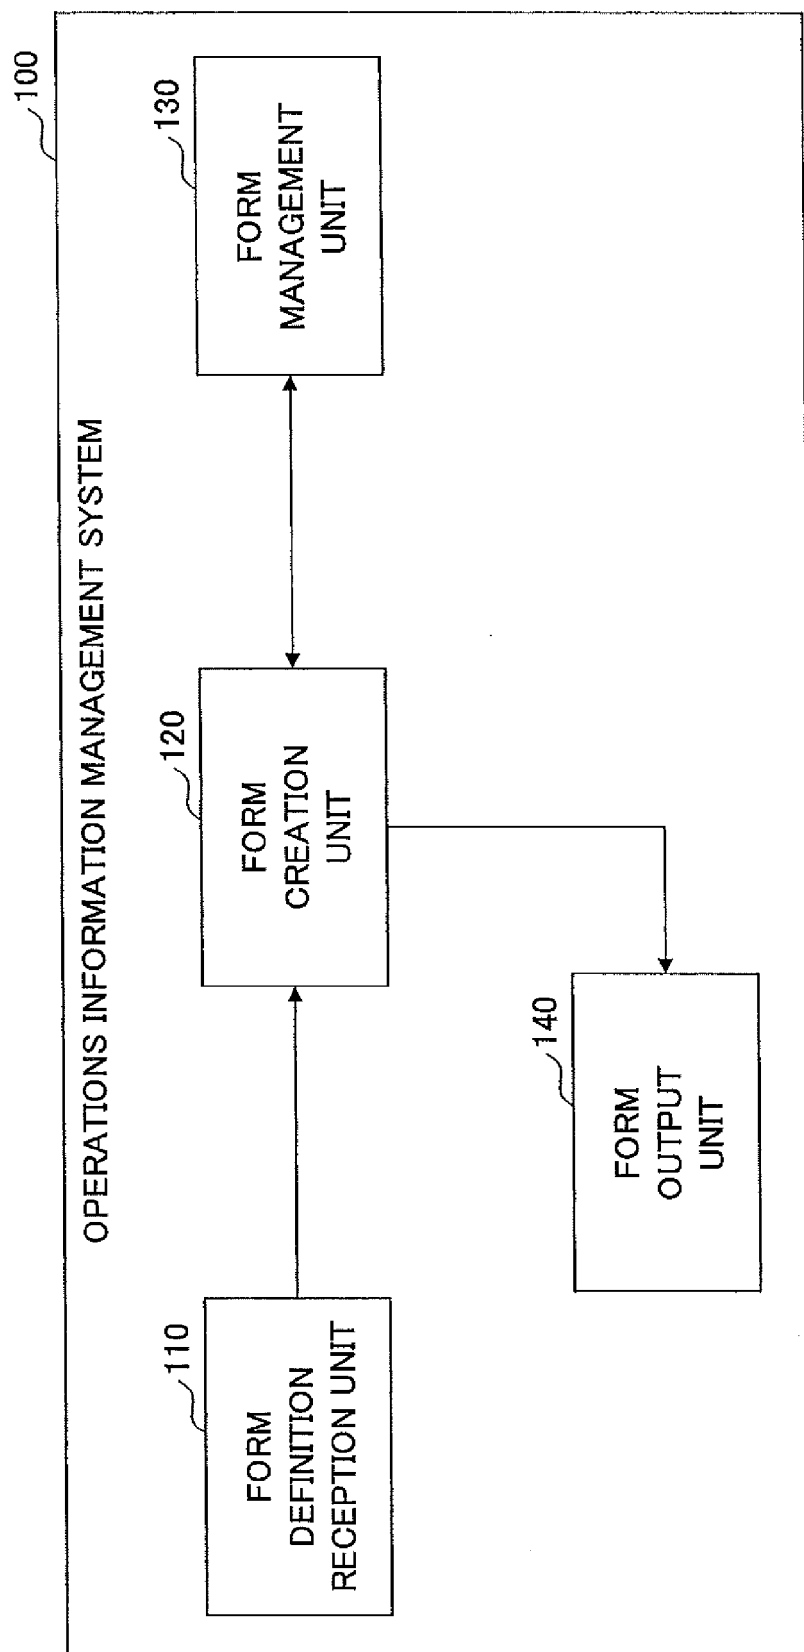 100
OPERATIONS INFORMATION MANAGEMENT SYSTEM
110
FORM
DEFINITION
RECEPTION UNIT
120
FORM
CREATION
UNIT
130
FORM
MANAGEMENT
UNIT
140
FORM
OUTPUT
UNIT